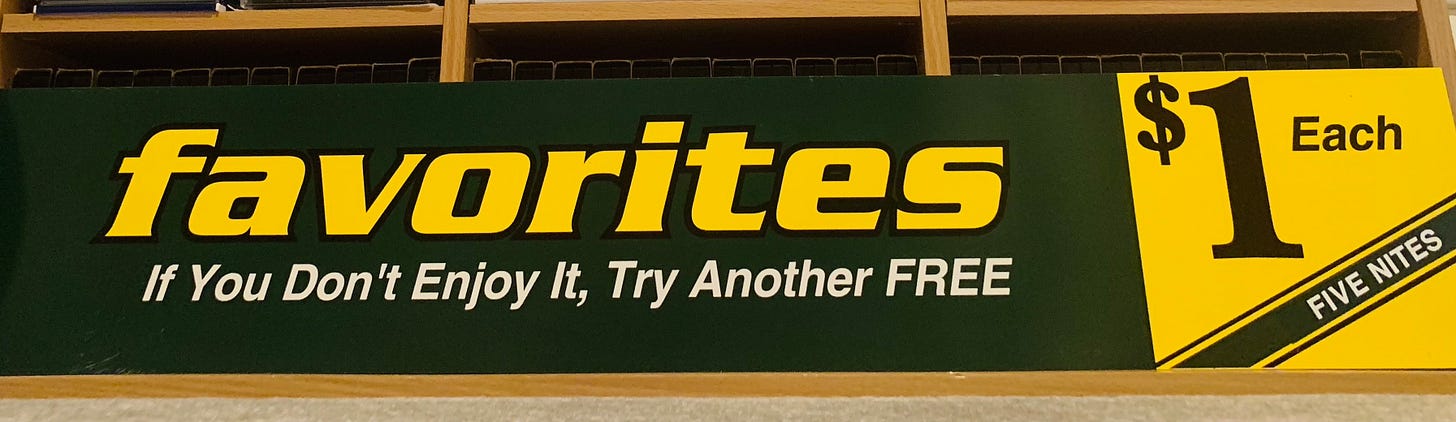 favorites
If You Don't Enjoy It, Try Another FREE
$1 Each
FIVE NITES